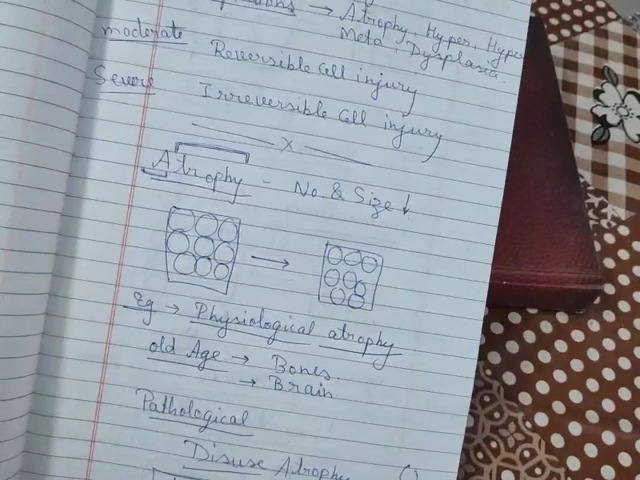 → Atrophy, Hyper, Hyper
moderate Meta, Dysplasia.
Reversible Cell injury
Severe Irreversible Cell injury
x
Atrophy - No. & Size ↓
→
Eg → Physiological atrophy
old Age → Bones.
→ Brain
Pathological
Disuse Atrophy